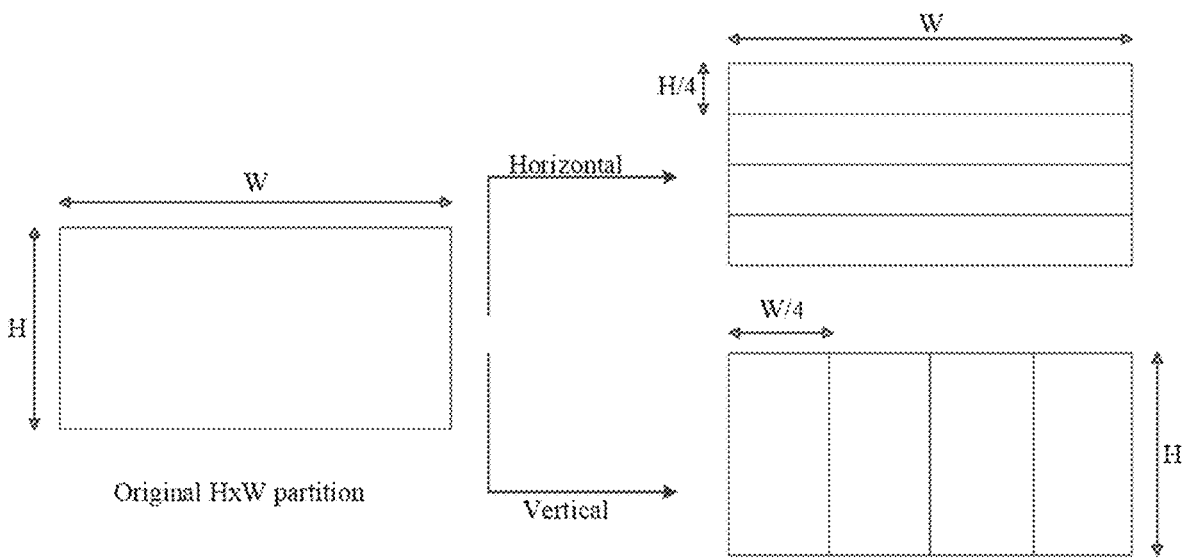 W
H
Original HxW partition
Horizontal
Vertical
W
H/4
W/4
H